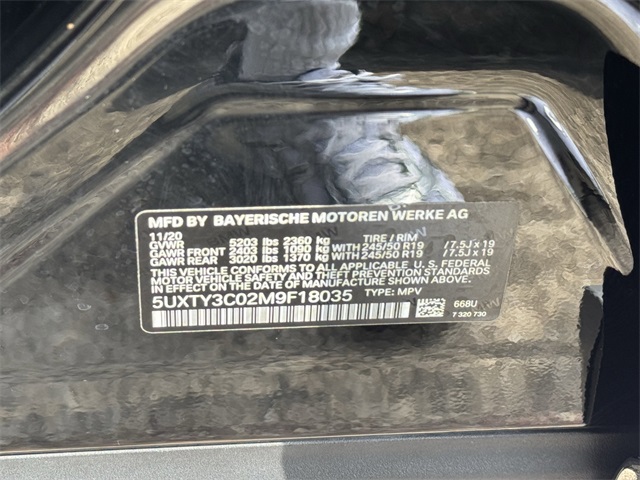 MFD BY BAYERISCHE MOTOREN WERKE AG
11/20 TIRE / RIM
GVWR 5203 lbs 2360 kg
GAWR FRONT 2403 lbs 1090 kg WITH 245/50 R19 / 7.5J x 19
GAWR REAR 3020 lbs 1370 kg WITH 245/50 R19 / 7.5J x 19
THIS VEHICLE CONFORMS TO ALL APPLICABLE U.S. FEDERAL
MOTOR VEHICLE SAFETY, BUMPER, AND THEFT PREVENTION
STANDARDS IN EFFECT ON THE DATE OF MANUFACTURE SHOWN ABOVE.
5UXTY3C02M9F18035 TYPE: MPV
668U
7 320 730